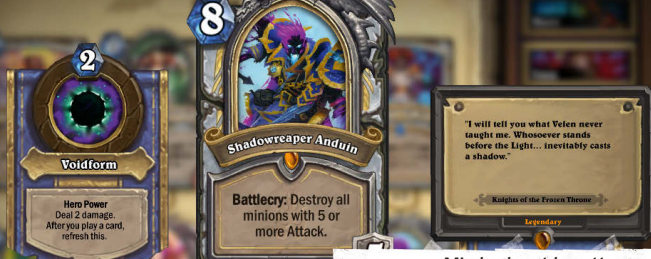 2
Voidform
Hero Power
Deal 2 damage.
After you play a card,
refresh this.
8
Shadowreaper Anduin
Battlecry: Destroy all
minions with 5 or
more Attack.
"I will tell you what Velen never
taught me. Whosoever stands
before the Light... inevitably casts
a shadow."
Knights of the Frozen Throne
Legendary